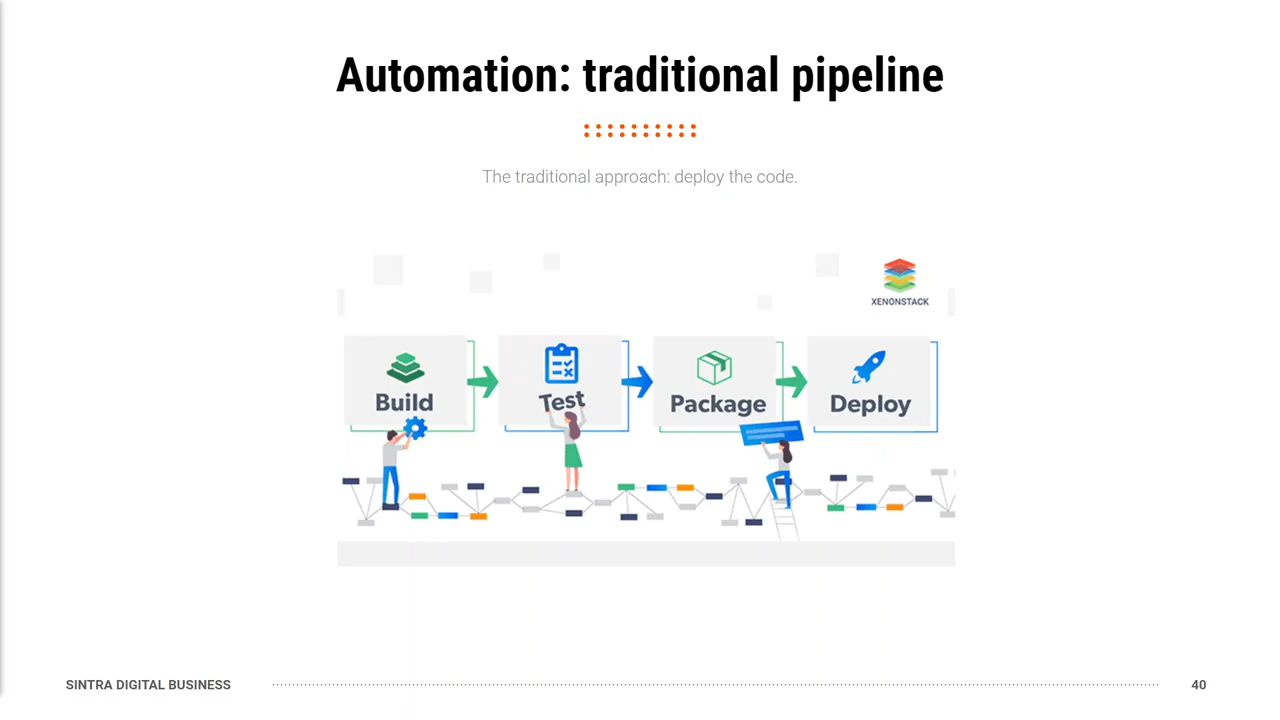 Automation: traditional pipeline
The traditional approach: deploy the code.
XENONSTACK
Build
Test
Package
Deploy
SINTRA DIGITAL BUSINESS
40